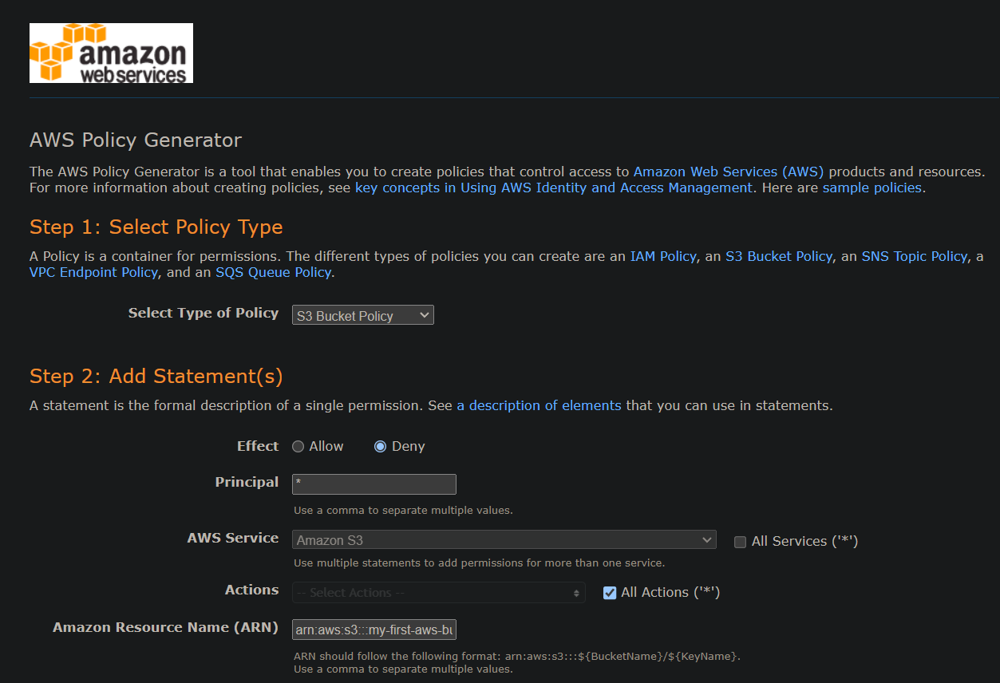 amazon
webservices
AWS Policy Generator
The AWS Policy Generator is a tool that enables you to create policies that control access to Amazon Web Services (AWS) products and resources.
For more information about creating policies, see key concepts in Using AWS Identity and Access Management. Here are sample policies.
Step 1: Select Policy Type
A Policy is a container for permissions. The different types of policies you can create are an IAM Policy, an S3 Bucket Policy, an SNS Topic Policy, a
VPC Endpoint Policy, and an SQS Queue Policy.
Select Type of Policy S3 Bucket Policy
Step 2: Add Statement(s)
A statement is the formal description of a single permission. See a description of elements that you can use in statements.
Effect Allow Deny
Principal *
Use a comma to separate multiple values.
AWS Service Amazon S3 All Services ('*')
Use multiple statements to add permissions for more than one service.
Actions -- Select Actions -- All Actions ('*')
Amazon Resource Name (ARN) arn:aws:s3:::my-first-aws-bu
ARN should follow the following format: arn:aws:s3:::${BucketName}/${KeyName}.
Use a comma to separate multiple values.